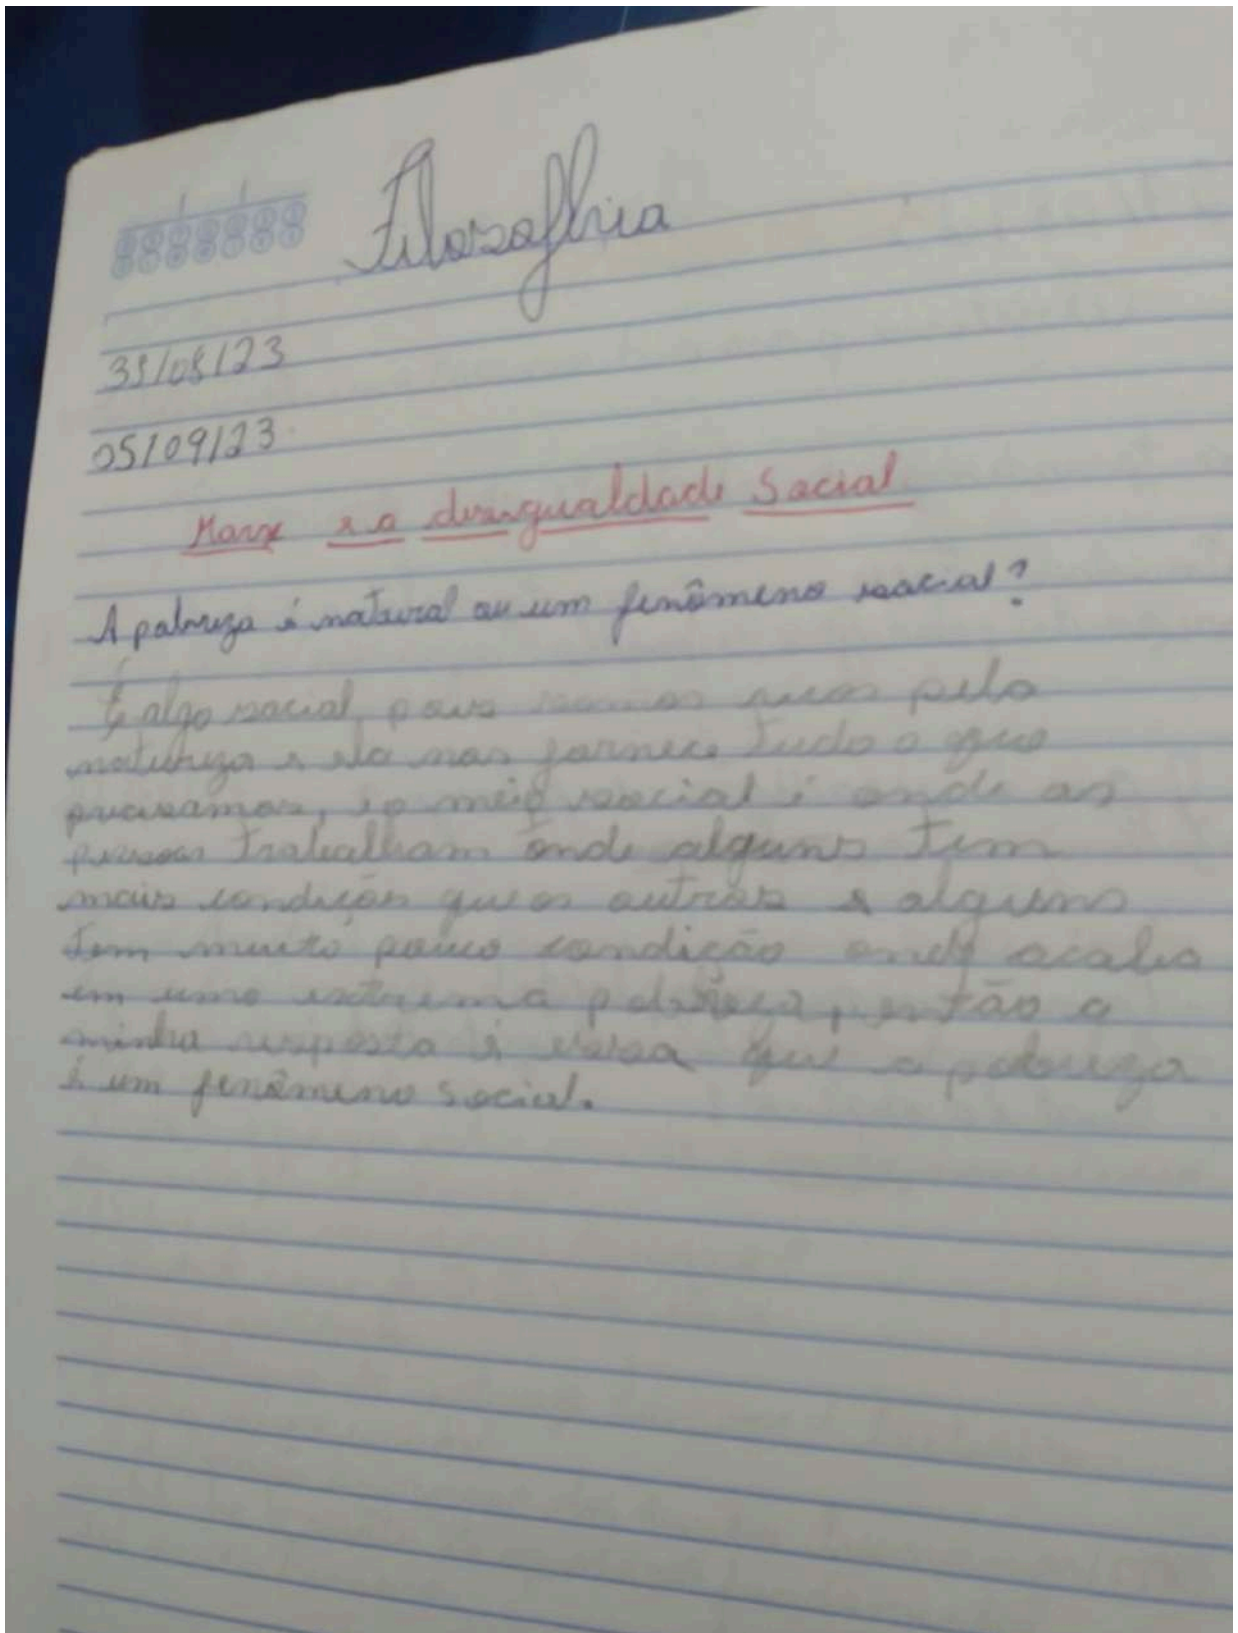 Filosofhia
31/08/23
05/09/23
Marx e a desigualdade Social
A pobreza é natural ou um fenômeno social?
É algo social, pois somos ricos pela
natureza e ela nos fornece tudo o que
precisamos, e o meio social é onde as
pessoas trabalham onde alguns tem
mais condições que os outros e alguns
tem muito pouco condição onde acaba
em uma extrema pobreza, então a
minha resposta é essa que a pobreza
é um fenômeno social.